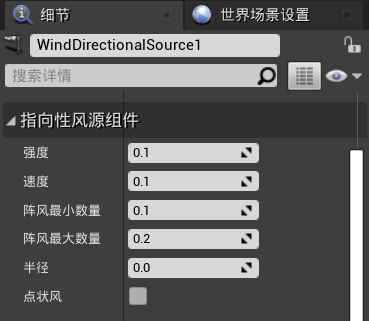 细节 世界场景设置
WindDirectionalSource1
搜索详情
指向性风源组件
强度 0.1
速度 0.1
阵风最小数量 0.1
阵风最大数量 0.2
半径 0.0
点状风